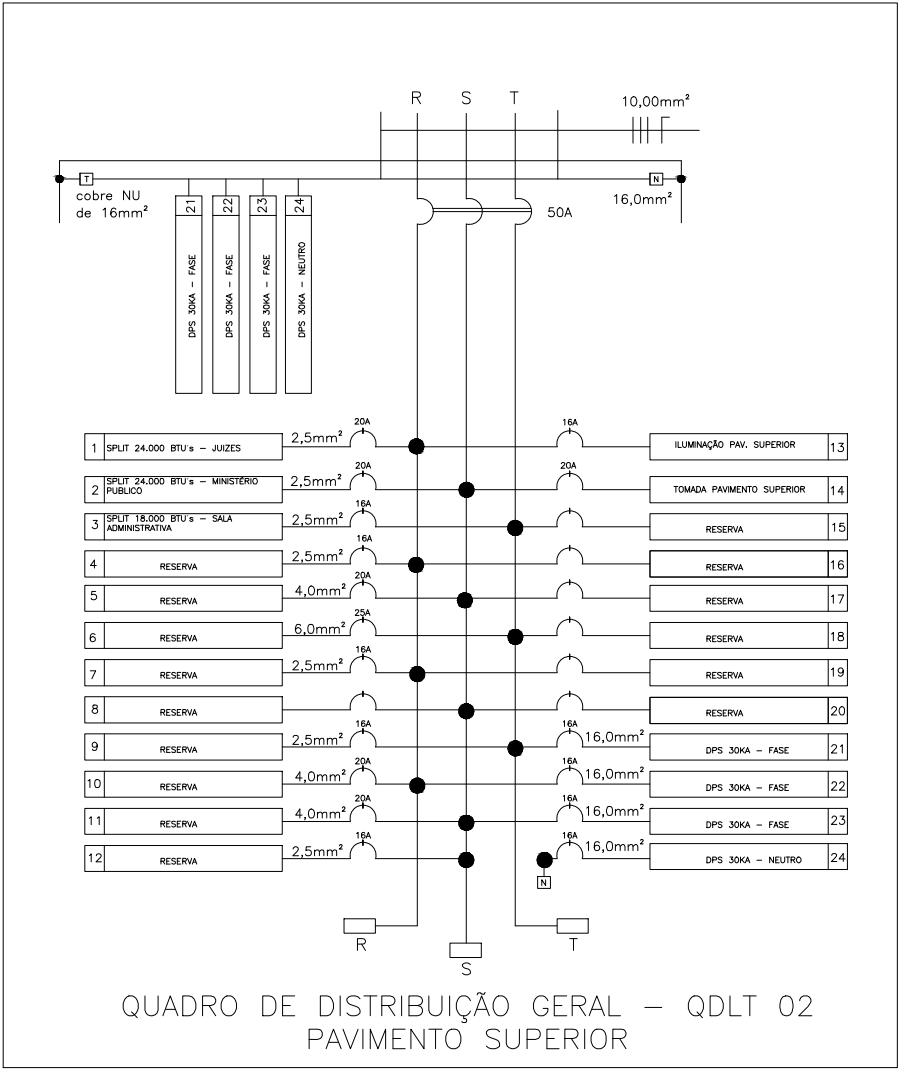 R S T
10,00mm²
T
cobre NU
de 16mm²
N
16,0mm²
50A
21 DPS 30KA – FASE
22 DPS 30KA – FASE
23 DPS 30KA – FASE
24 DPS 30KA – NEUTRO
1 SPLIT 24.000 BTU's – JUIZES 2,5mm² 20A 16A ILUMINAÇÃO PAV. SUPERIOR 13
2 SPLIT 24.000 BTU's – MINISTÉRIO
PUBLICO 2,5mm² 20A 20A TOMADA PAVIMENTO SUPERIOR 14
3 SPLIT 18.000 BTU's – SALA
ADMINISTRATIVA 2,5mm² 16A RESERVA 15
4 RESERVA 2,5mm² 16A RESERVA 16
5 RESERVA 4,0mm² 20A RESERVA 17
6 RESERVA 6,0mm² 25A RESERVA 18
7 RESERVA 2,5mm² 16A RESERVA 19
8 RESERVA RESERVA 20
9 RESERVA 2,5mm² 16A 16A 16,0mm² DPS 30KA – FASE 21
10 RESERVA 4,0mm² 20A 16A 16,0mm² DPS 30KA – FASE 22
11 RESERVA 4,0mm² 20A 16A 16,0mm² DPS 30KA – FASE 23
12 RESERVA 2,5mm² 16A 16A 16,0mm² DPS 30KA – NEUTRO 24
N
R S T
QUADRO DE DISTRIBUIÇÃO GERAL – QDLT 02
PAVIMENTO SUPERIOR